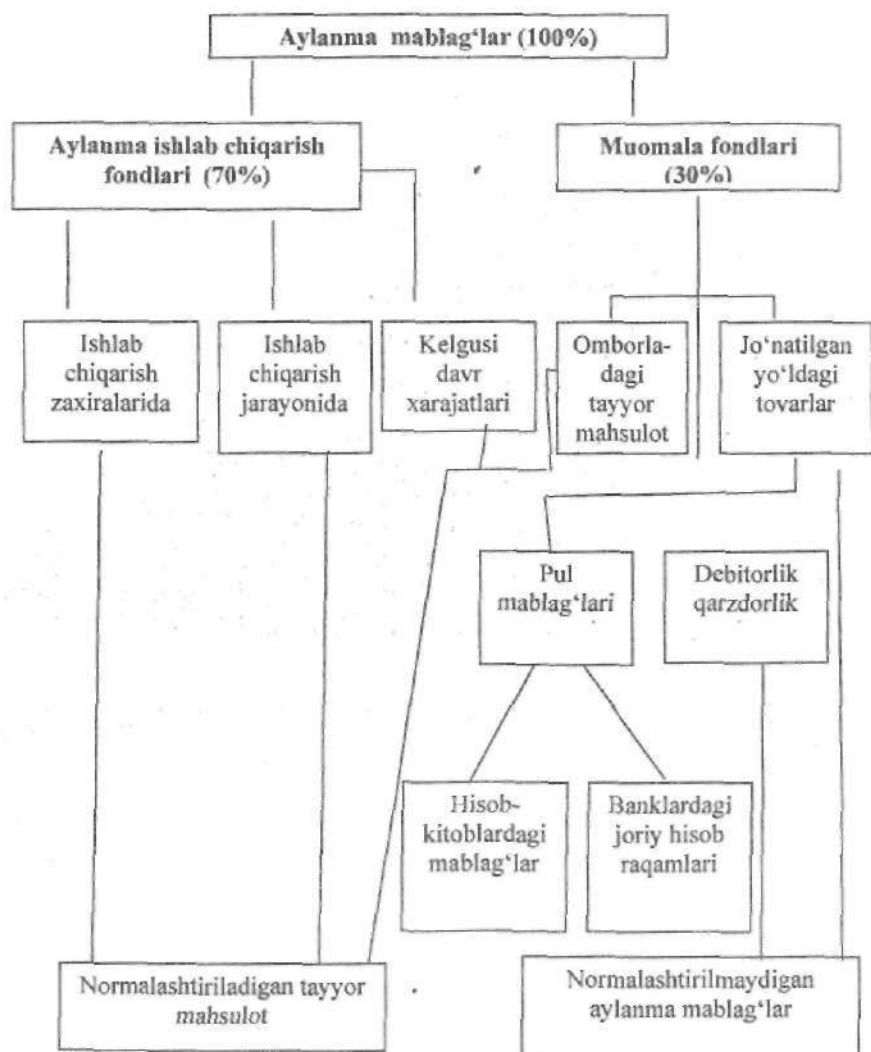 Aylanma mablag‘lar (100%)
Aylanma ishlab chiqarish
fondlari (70%)
Muomala fondlari
(30%)
Ishlab
chiqarish
zaxiralarida
Ishlab
chiqarish
jarayonida
Kelgusi
davr
xarajatlari
Omborla-
dagi
tayyor
mahsulot
Jo‘natilgan
yo‘ldagi
tovarlar
Pul
mablag‘lari
Debitorlik
qarzdorlik
Hisob-
kitoblardagi
mablag‘lar
Banklardagi
joriy hisob
raqamlari
Normalashtiriladigan tayyor
mahsulot
Normalashtirilmaydigan
aylanma mablag‘lar